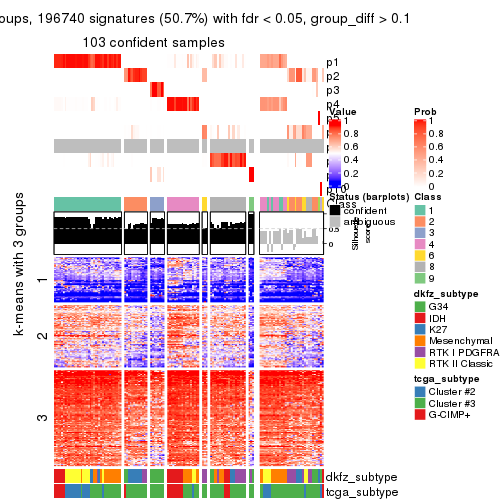 oups, 196740 signatures (50.7%) with fdr < 0.05, group_diff > 0.1
103 confident samples
p1
p2
p3
p4
Value
1
0.8
0.6
0.4
0.2
0
Prob
1
0.8
0.6
0.4
0.2
0
Status (barplots)
confident
ambiguous
Class
Class
1
2
3
4
6
8
9
0.5
0
Silhouette
score
k-means with 3 groups
1
2
3
dkfz_subtype
G34
IDH
K27
Mesenchymal
RTK I PDGFRA
RTK II Classic
tcga_subtype
Cluster #2
Cluster #3
G-CIMP+
dkfz_subtype
tcga_subtype